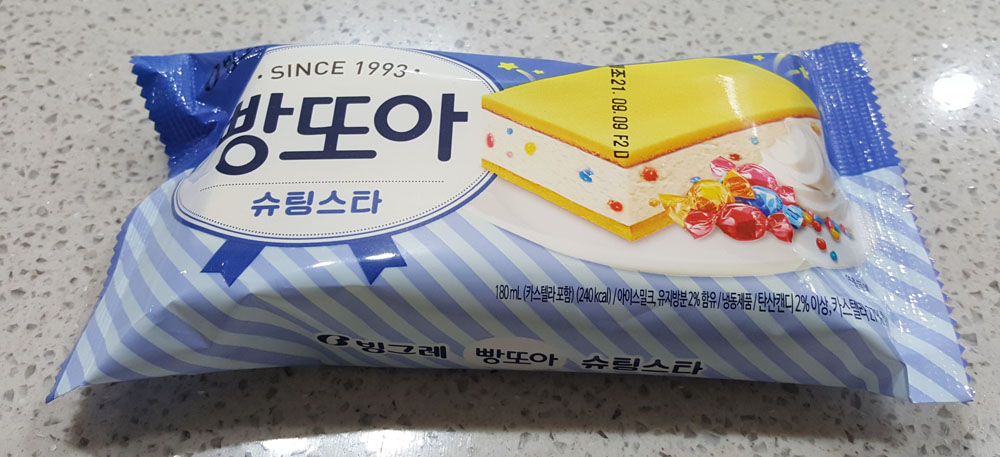 · SINCE 1993 ·
빵또아
슈팅스타
제조21. 09. 09 F2 D
180 mL (카스텔라 포함) (240 kcal) / 아이스밀크, 유지방분 2% 함유 / 냉동제품 / 탄산캔디 2% 이상, 카스텔라
빙그레 빵또아 슈팅스타